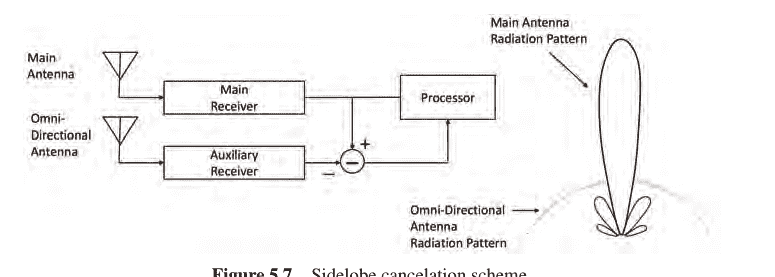 Main Antenna
Radiation Pattern
Main
Antenna
Main
Receiver
Processor
Omni-
Directional
Antenna
+
Auxiliary
Receiver
−
−
Omni-Directional
Antenna
Radiation Pattern
Figure 5.7 Sidelobe cancelation scheme